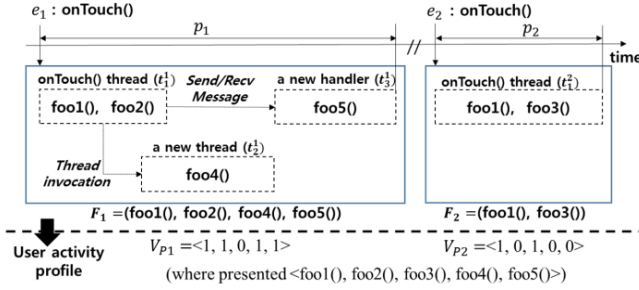 e₁ : onTouch()
e₂ : onTouch()
p₁
p₂
//
time
onTouch() thread (t₁¹)
Send/Recv
Message
a new handler (t₃¹)
onTouch() thread (t₁²)
foo1(), foo2()
foo5()
foo1(), foo3()
a new thread (t₂¹)
Thread
invocation
foo4()
F₁ =(foo1(), foo2(), foo4(), foo5())
F₂ =(foo1(), foo3())
User activity
profile
V_P1 =<1, 1, 0, 1, 1>
V_P2 =<1, 0, 1, 0, 0>
(where presented <foo1(), foo2(), foo3(), foo4(), foo5()>)